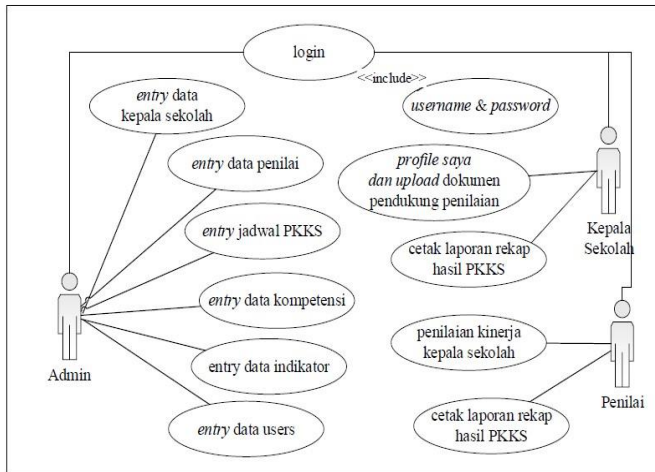 login
<<include>>
username & password
entry data
kepala sekolah
entry data penilai
entry jadwal PKKS
entry data kompetensi
entry data indikator
entry data users
Admin
profile saya
dan upload dokumen
pendukung penilaian
cetak laporan rekap
hasil PKKS
Kepala
Sekolah
penilaian kinerja
kepala sekolah
cetak laporan rekap
hasil PKKS
Penilai